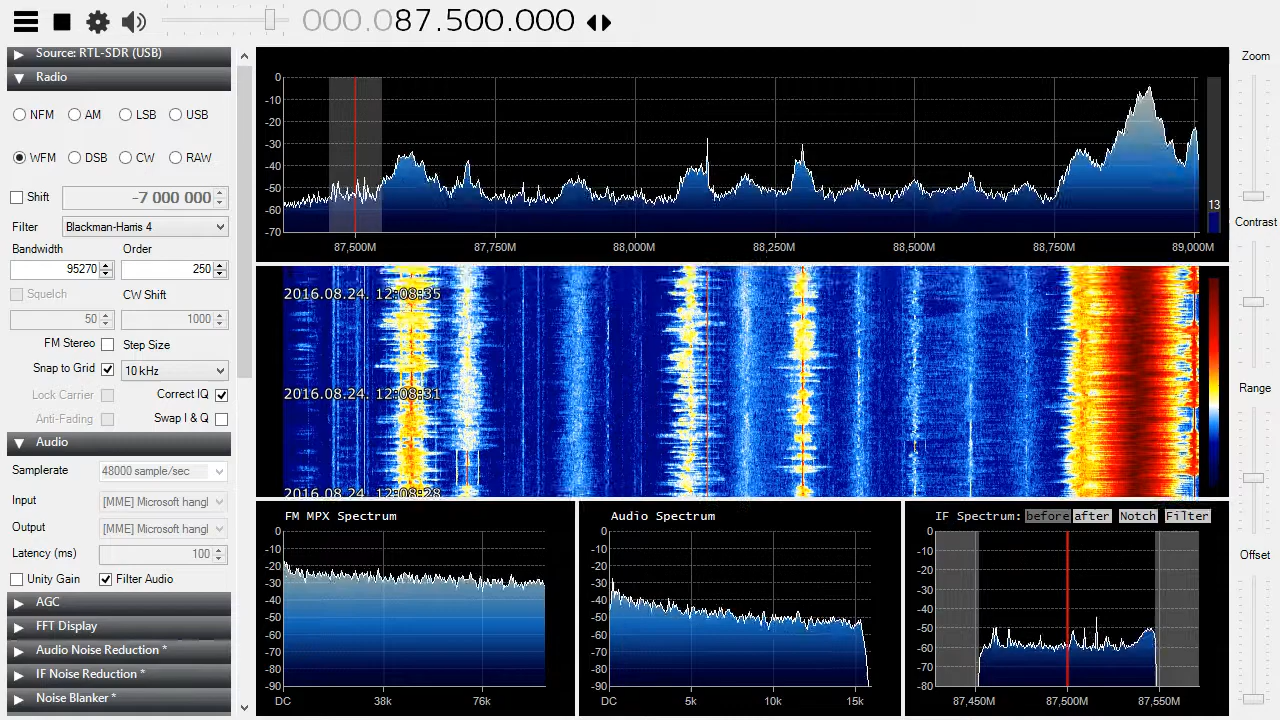 000.087.500.000
Source: RTL-SDR (USB)
Radio
NFM AM LSB USB
WFM DSB CW RAW
Shift -7 000 000
Filter Blackman-Harris 4
Bandwidth Order
95270 250
Squelch CW Shift
50 1000
FM Stereo Step Size
Snap to Grid 10 kHz
Lock Carrier Correct IQ
Anti-Fading Swap I & Q
Audio
Samplerate 48000 sample/sec
Input [MME] Microsoft hangl
Output [MME] Microsoft hangl
Latency (ms) 100
Unity Gain Filter Audio
AGC
FFT Display
Audio Noise Reduction *
IF Noise Reduction *
Noise Blanker *
0
-10
-20
-30
-40
-50
-60
-70
13
87,500M 87,750M 88,000M 88,250M 88,500M 88,750M 89,000M
2016.08.24. 12:08:35
2016.08.24. 12:08:31
2016.08.24. 12:08:28
FM MPX Spectrum
0
-10
-20
-30
-40
-50
-60
-70
-80
-90
DC 38k 76k
Audio Spectrum
0
-10
-20
-30
-40
-50
-60
-70
-80
-90
DC 5k 10k 15k
IF Spectrum: before after Notch Filter
0
-10
-20
-30
-40
-50
-60
-70
-80
87,450M 87,500M 87,550M
Zoom
Contrast
Range
Offset